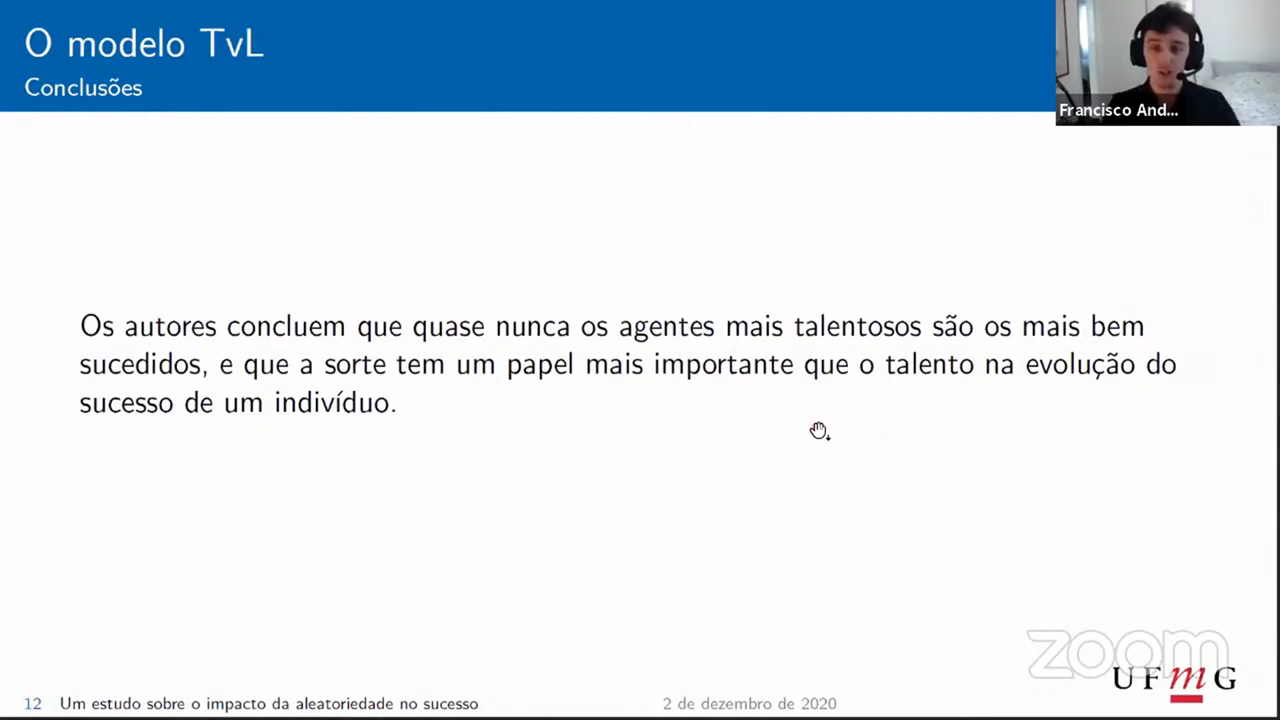 O modelo TvL
Conclusões
Francisco And...
Os autores concluem que quase nunca os agentes mais talentosos são os mais bem
sucedidos, e que a sorte tem um papel mais importante que o talento na evolução do
sucesso de um indivíduo.
zoom
UFmG
12 Um estudo sobre o impacto da aleatoriedade no sucesso 2 de dezembro de 2020